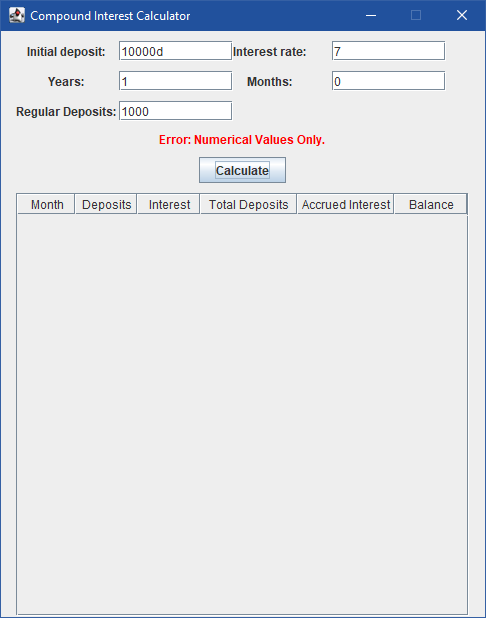 Compound Interest Calculator
Initial deposit: 10000d Interest rate: 7
Years: 1 Months: 0
Regular Deposits: 1000
Error: Numerical Values Only.
Calculate
Month Deposits Interest Total Deposits Accrued Interest Balance